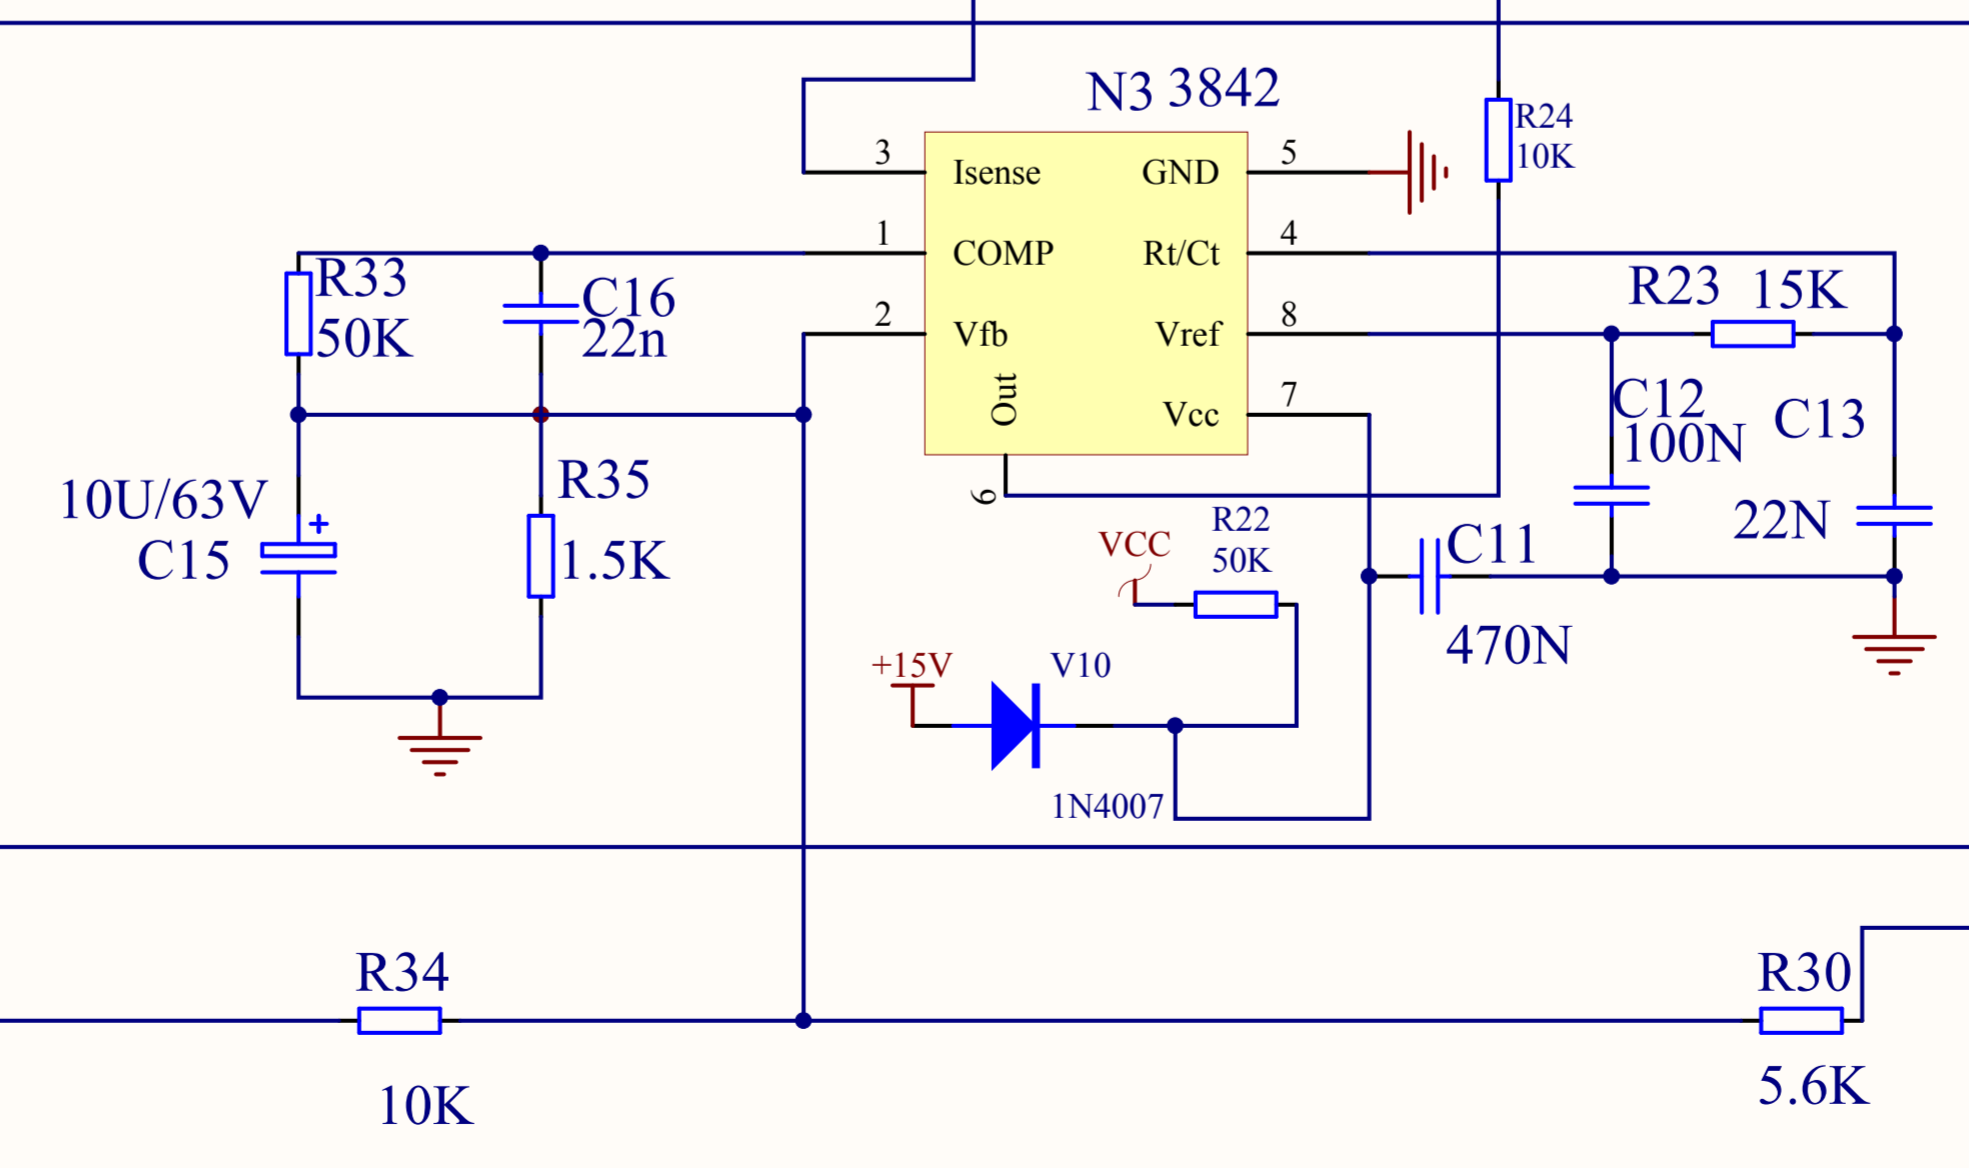 N3 3842
R24
10K
3
Isense
GND
5
1
COMP
Rt/Ct
4
2
Vfb
Vref
8
Out
Vcc
7
6
R33
50K
C16
22n
R23 15K
C12
100N
C13
22N
10U/63V
C15
+
R35
1.5K
VCC
R22
50K
C11
470N
+15V
V10
1N4007
R34
10K
R30
5.6K